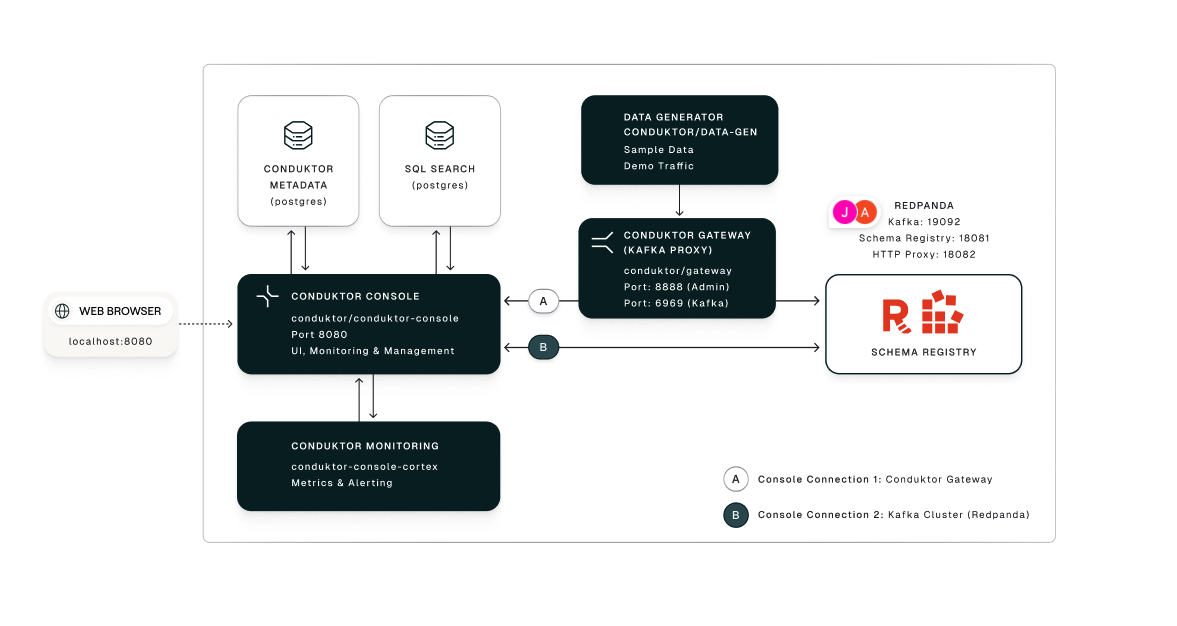 CONDUKTOR
METADATA
(postgres)
SQL SEARCH
(postgres)
DATA GENERATOR
CONDUKTOR/DATA-GEN
Sample Data
Demo Traffic
CONDUKTOR GATEWAY
(KAFKA PROXY)
conduktor/gateway
Port: 8888 (Admin)
Port: 6969 (Kafka)
J A
REDPANDA
Kafka: 19092
Schema Registry: 18081
HTTP Proxy: 18082
WEB BROWSER
localhost:8080
CONDUKTOR CONSOLE
conduktor/conduktor-console
Port 8080
UI, Monitoring & Management
A
B
R
SCHEMA REGISTRY
CONDUKTOR MONITORING
conduktor-console-cortex
Metrics & Alerting
A Console Connection 1: Conduktor Gateway
B Console Connection 2: Kafka Cluster (Redpanda)